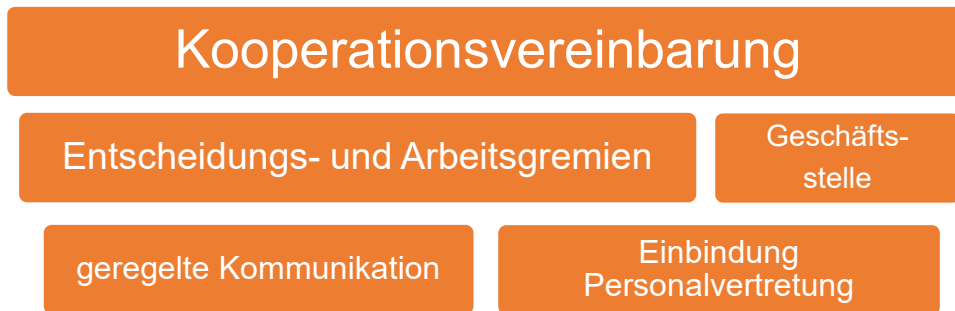 Kooperationsvereinbarung
Entscheidungs- und Arbeitsgremien
Geschäfts-
stelle
geregelte Kommunikation
Einbindung
Personalvertretung